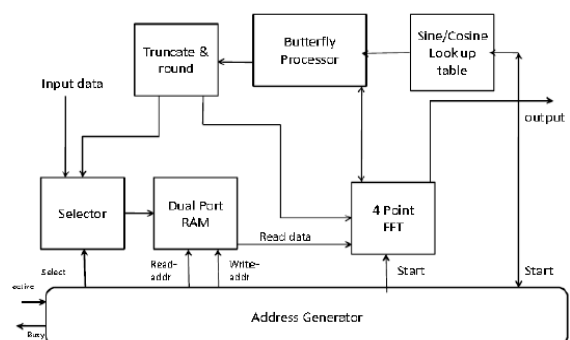 Truncate &
round
Butterfly
Processor
Sine/Cosine
Look up
table
Input data
output
Selector
Dual Port
RAM
4 Point
FFT
Read data
Select
Read-
addr
Write-
addr
Start
Start
Busy
Address Generator